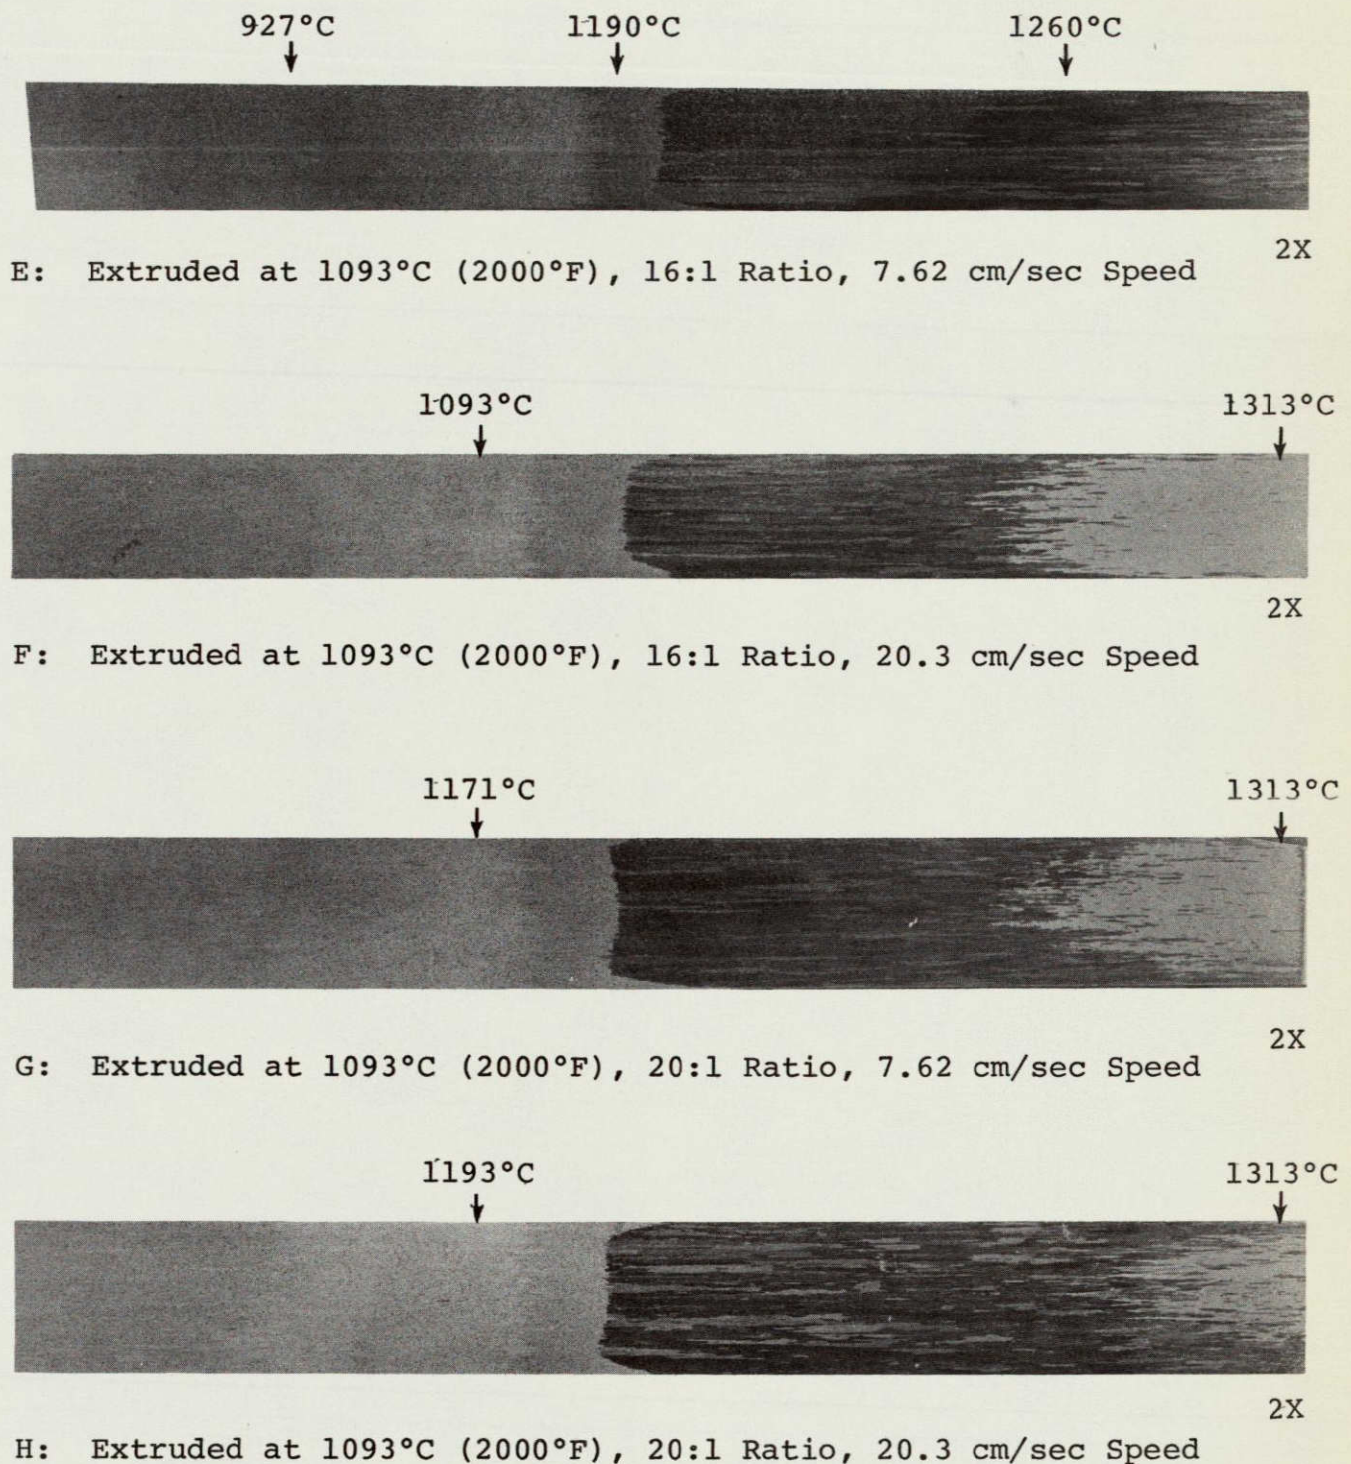 927°C 1190°C 1260°C
2X
E: Extruded at 1093°C (2000°F), 16:1 Ratio, 7.62 cm/sec Speed
1093°C 1313°C
2X
F: Extruded at 1093°C (2000°F), 16:1 Ratio, 20.3 cm/sec Speed
1171°C 1313°C
2X
G: Extruded at 1093°C (2000°F), 20:1 Ratio, 7.62 cm/sec Speed
1193°C 1313°C
2X
H: Extruded at 1093°C (2000°F), 20:1 Ratio, 20.3 cm/sec Speed